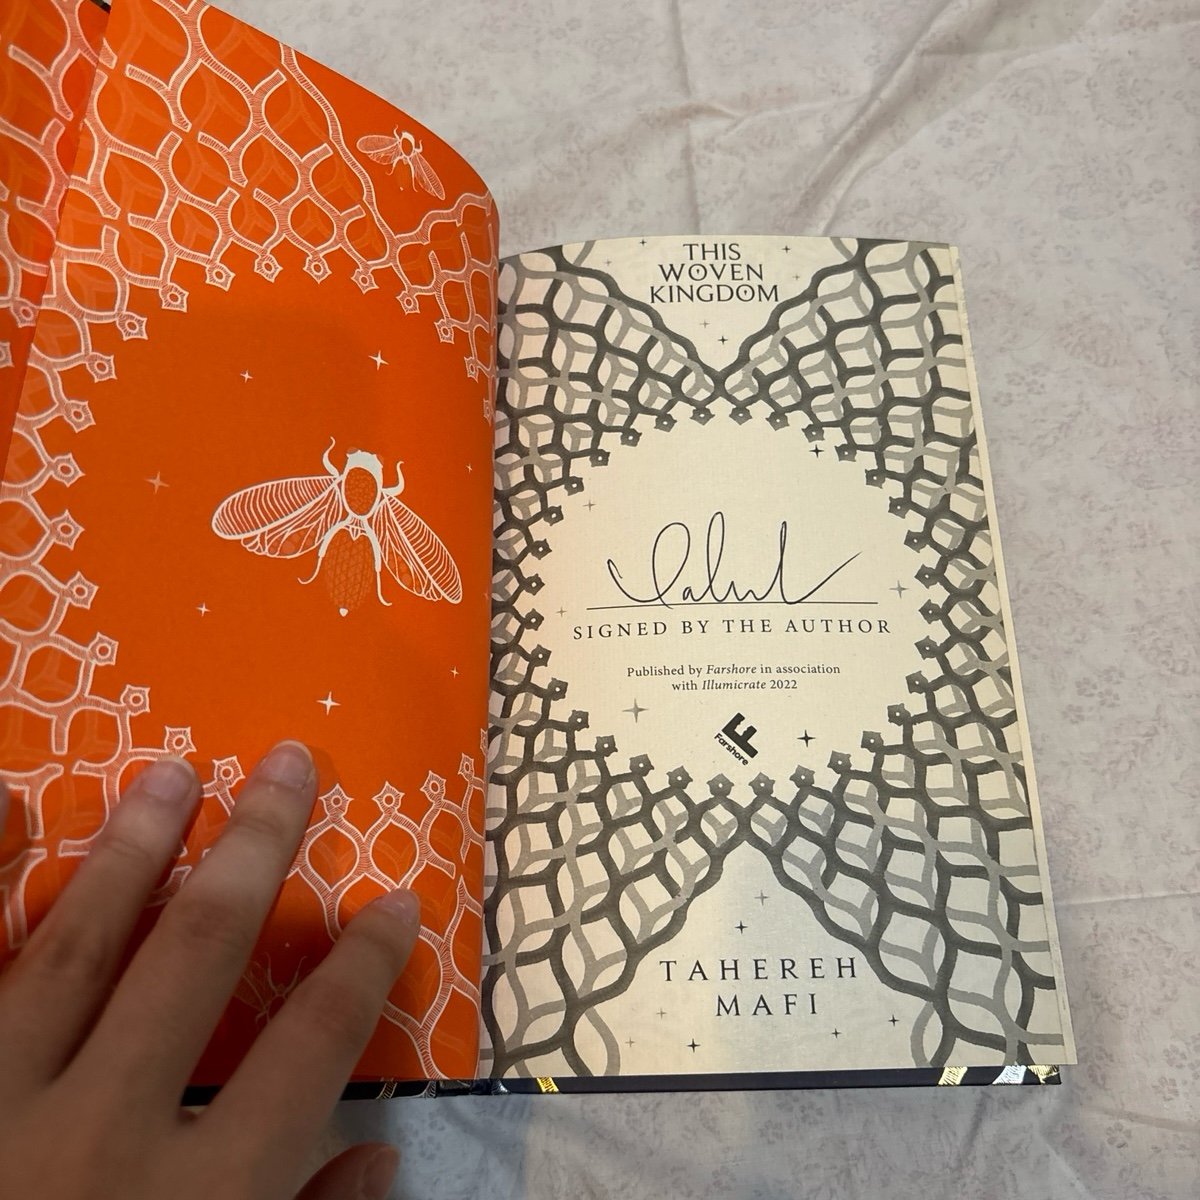 THIS
WOVEN
KINGDOM
SIGNED BY THE AUTHOR
Published by Farshore in association
with Illumicrate 2022
Farshore
TAHEREH
MAFI